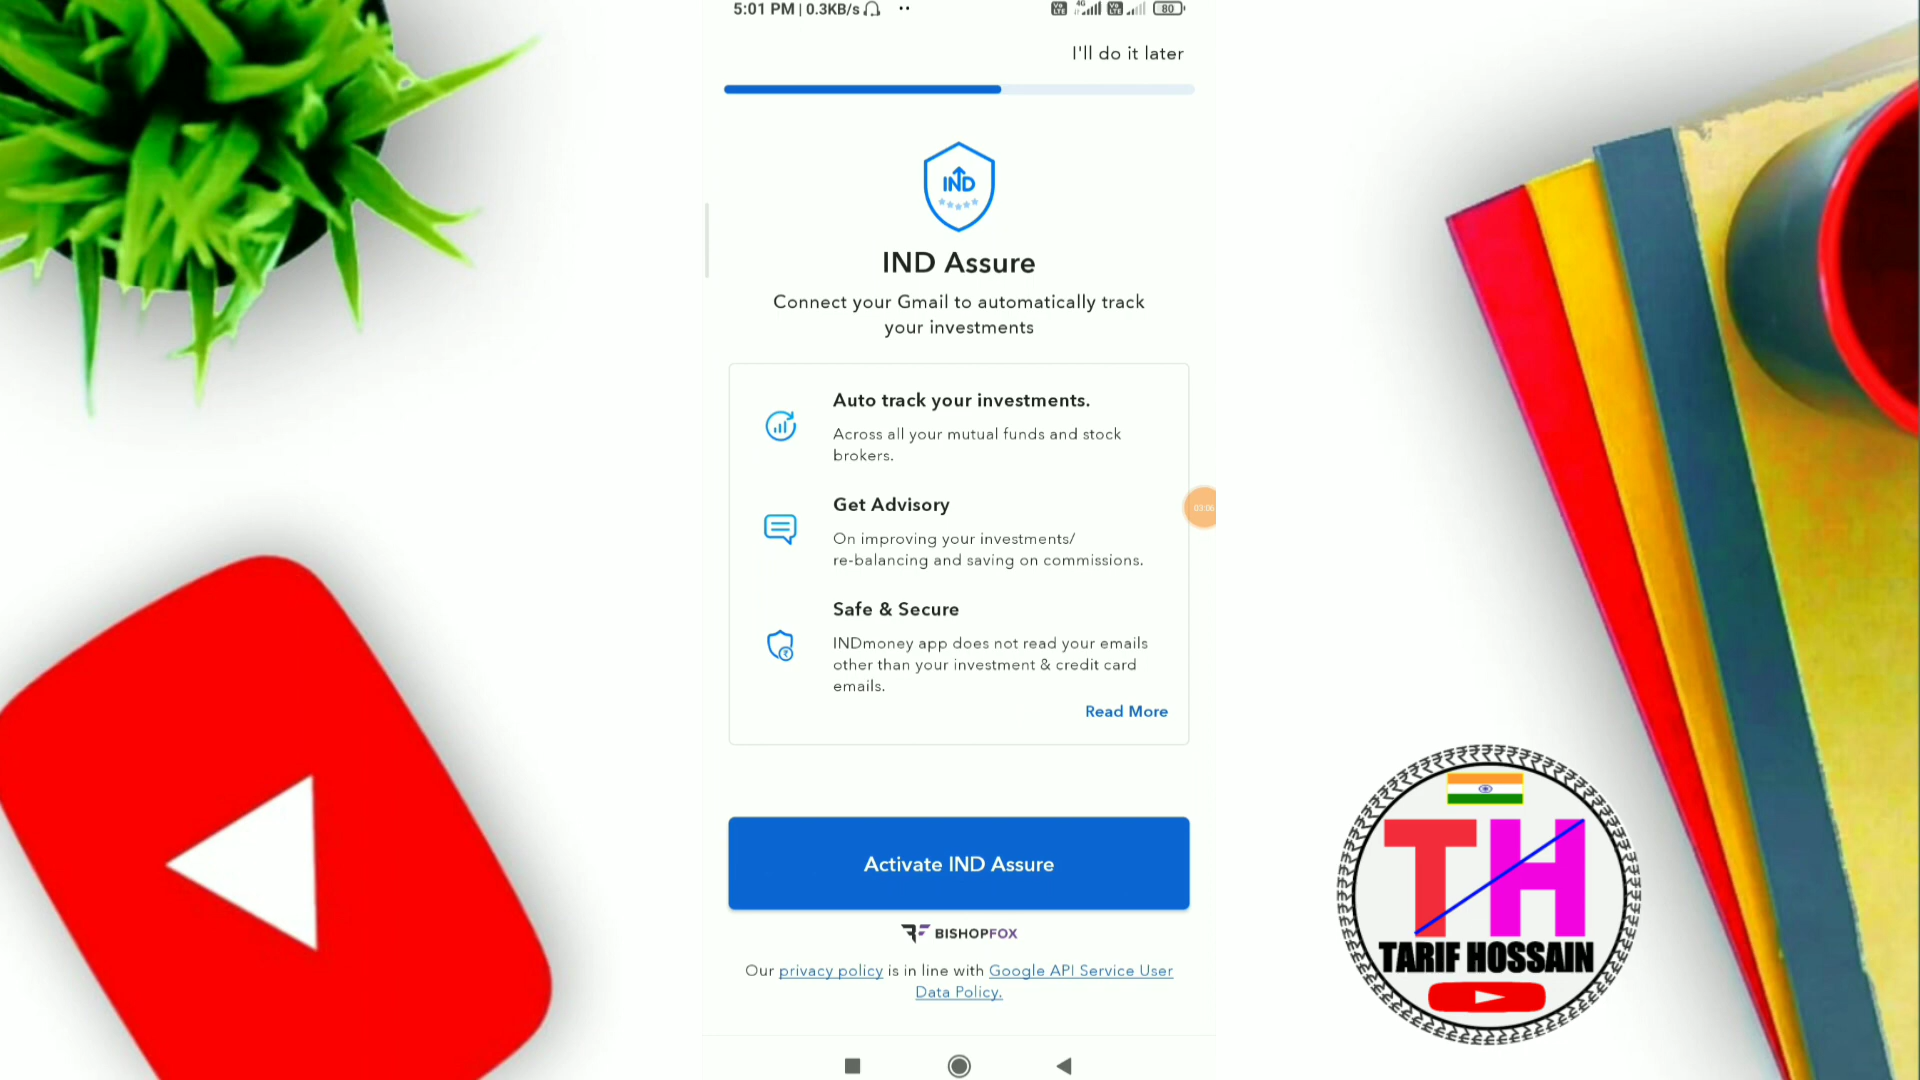 5:01 PM | 0.3KB/s
80
I'll do it later
IND
IND Assure
Connect your Gmail to automatically track
your investments
Auto track your investments.
Across all your mutual funds and stock
brokers.
Get Advisory
On improving your investments/
re-balancing and saving on commissions.
03:06
Safe & Secure
INDmoney app does not read your emails
other than your investment & credit card
emails.
Read More
Activate IND Assure
BISHOPFOX
Our privacy policy is in line with Google API Service User
Data Policy.
TH
TARIF HOSSAIN